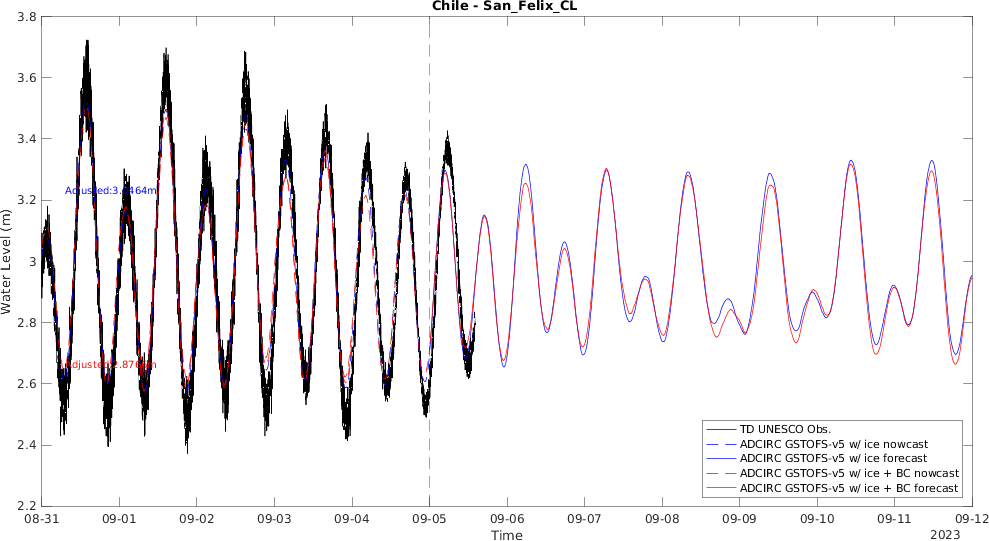 Chile - San_Felix_CL
3.8
3.6
3.4
3.2
3
2.8
2.6
2.4
2.2
Water Level (m)
08-31
09-01
09-02
09-03
09-04
09-05
09-06
09-07
09-08
09-09
09-10
09-11
09-12
Time
2023
TD UNESCO Obs.
ADCIRC GSTOFS-v5 w/ ice nowcast
ADCIRC GSTOFS-v5 w/ ice forecast
ADCIRC GSTOFS-v5 w/ ice + BC nowcast
ADCIRC GSTOFS-v5 w/ ice + BC forecast